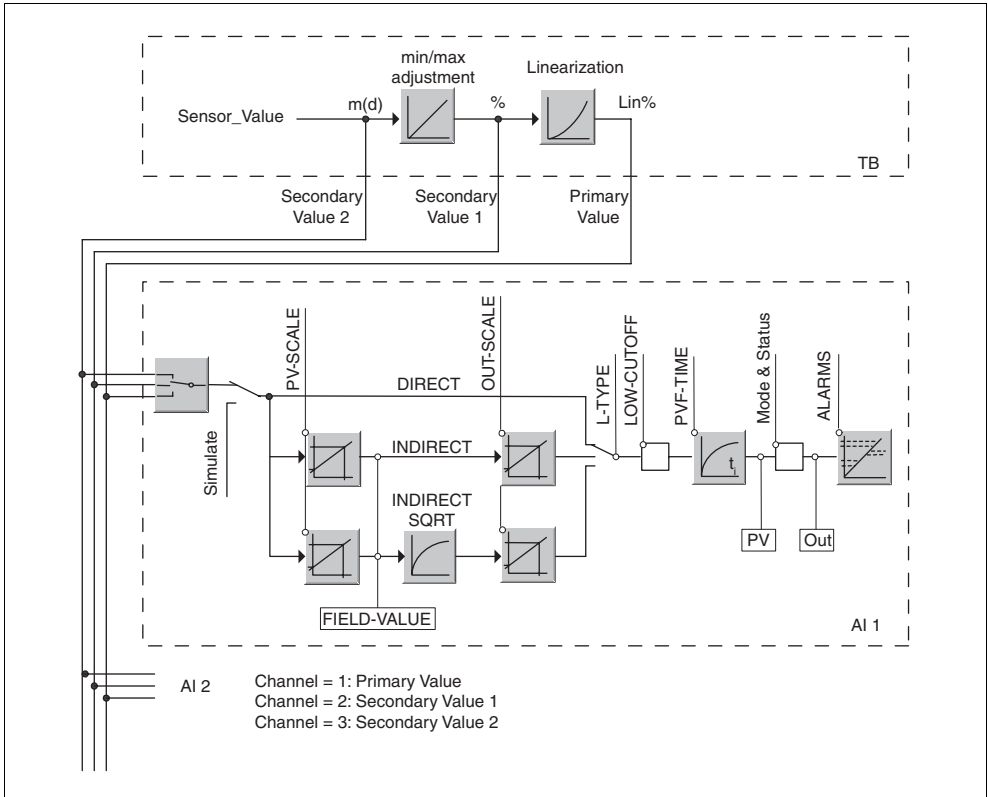 min/max
adjustment
Linearization
Sensor_Value
m(d)
%
Lin%
TB
Secondary
Value 2
Secondary
Value 1
Primary
Value
PV-SCALE
OUT-SCALE
L-TYPE
LOW-CUTOFF
PVF-TIME
Mode & Status
ALARMS
Simulate
DIRECT
INDIRECT
INDIRECT
SQRT
ti
PV
Out
FIELD-VALUE
AI 1
AI 2
Channel = 1: Primary Value
Channel = 2: Secondary Value 1
Channel = 3: Secondary Value 2